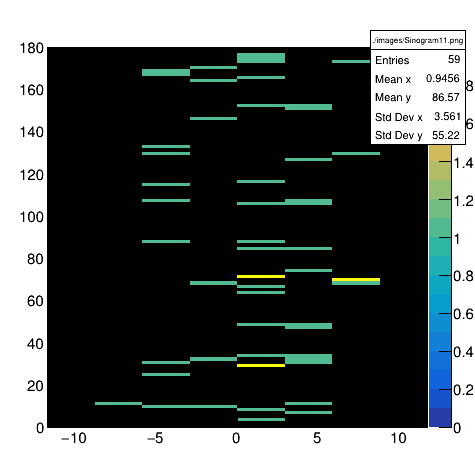 ./images/Sinogram11.png
Entries 59
Mean x 0.9456
Mean y 86.57
Std Dev x 3.561
Std Dev y 55.22
180
160
140
120
100
80
60
40
20
0
−10 −5 0 5 10
8
6
1.4
1.2
1
0.8
0.6
0.4
0.2
0